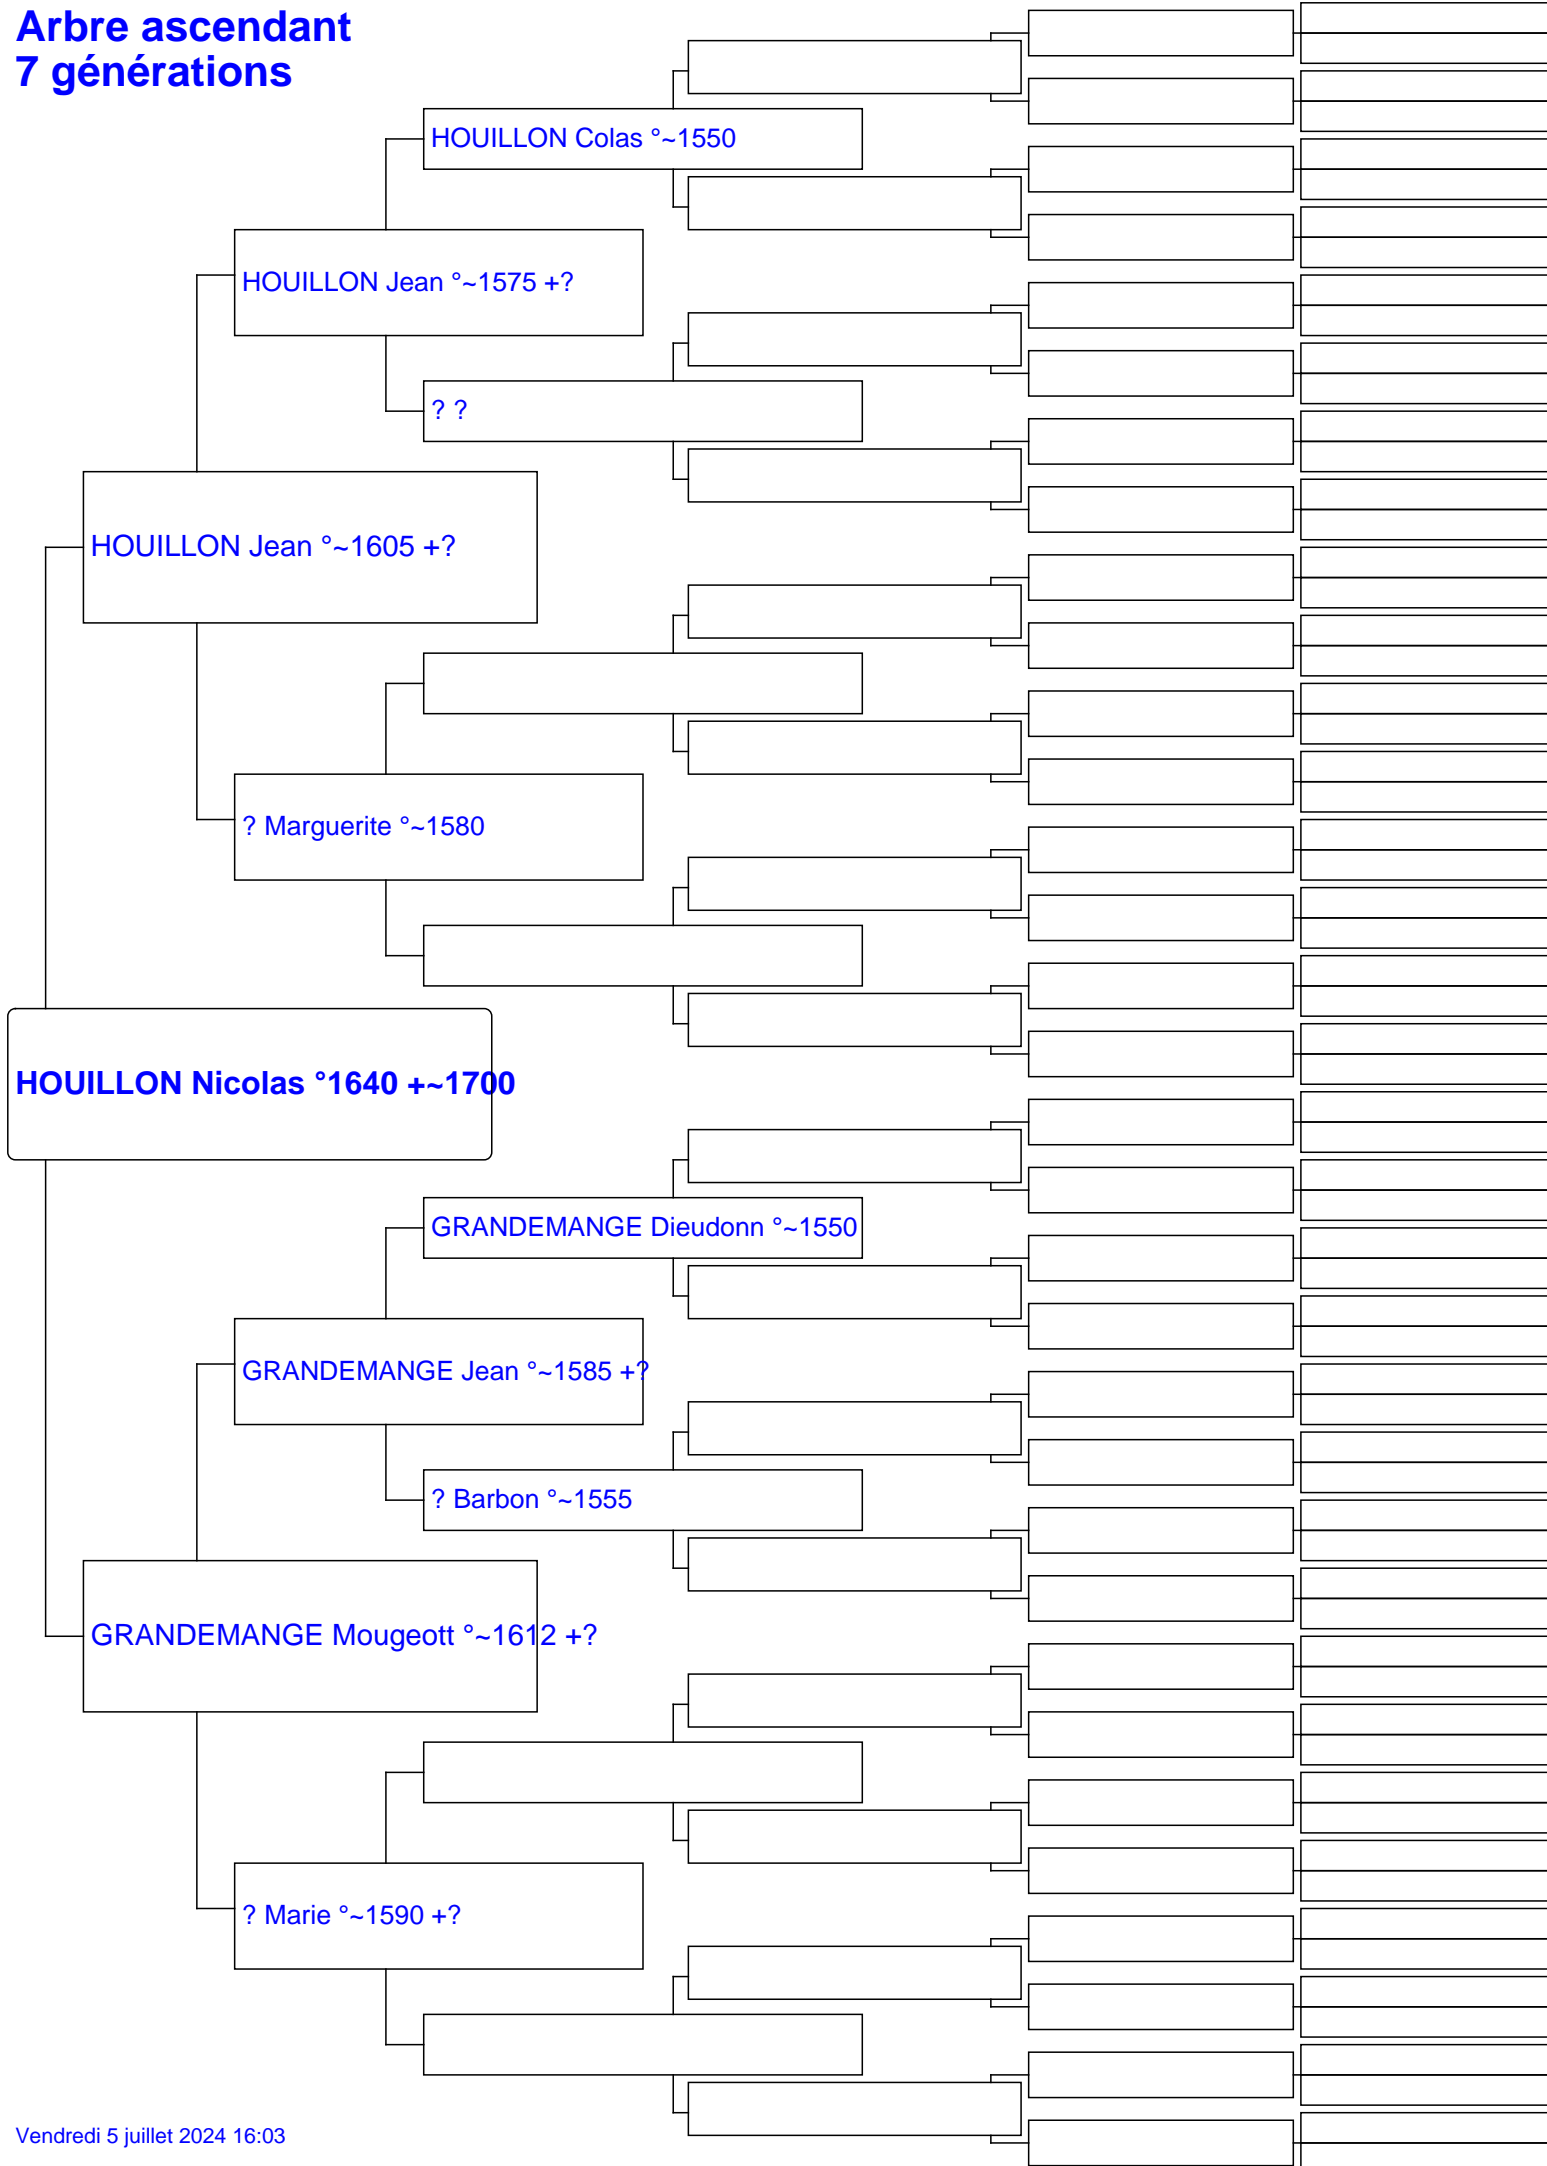 Arbre ascendant
7 générations
HOUILLON Colas °~1550
HOUILLON Jean °~1575 +?
? ?
HOUILLON Jean °~1605 +?
? Marguerite °~1580
HOUILLON Nicolas °1640 +~1700
GRANDEMANGE Dieudonn °~1550
GRANDEMANGE Jean °~1585 +?
? Barbon °~1555
GRANDEMANGE Mougeott °~1612 +?
? Marie °~1590 +?
Vendredi 5 juillet 2024 16:03